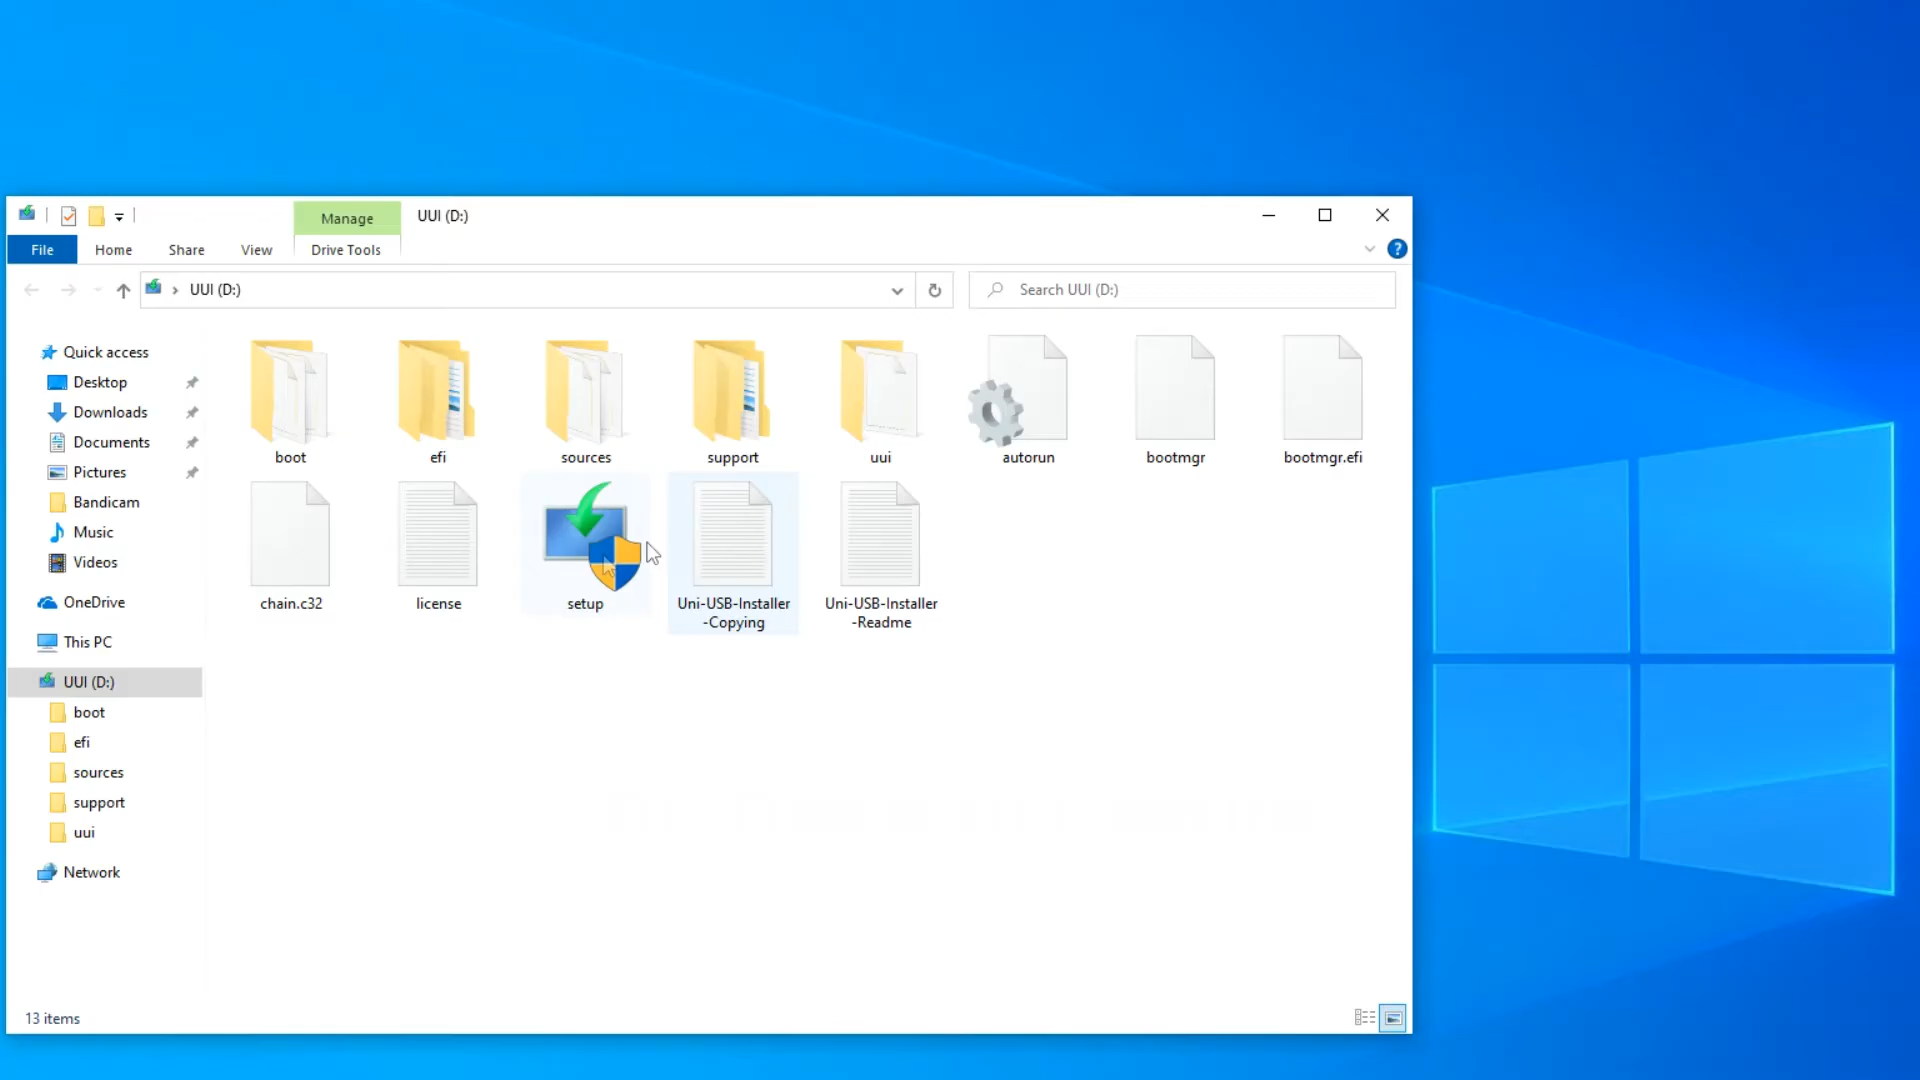 Manage
UUI (D:)
File
Home
Share
View
Drive Tools
?
UUI (D:)
Search UUI (D:)
Quick access
Desktop
Downloads
Documents
Pictures
Bandicam
Music
Videos
OneDrive
This PC
UUI (D:)
boot
efi
sources
support
uui
Network
boot
efi
sources
support
uui
autorun
bootmgr
bootmgr.efi
chain.c32
license
setup
Uni-USB-Installer
-Copying
Uni-USB-Installer
-Readme
13 items